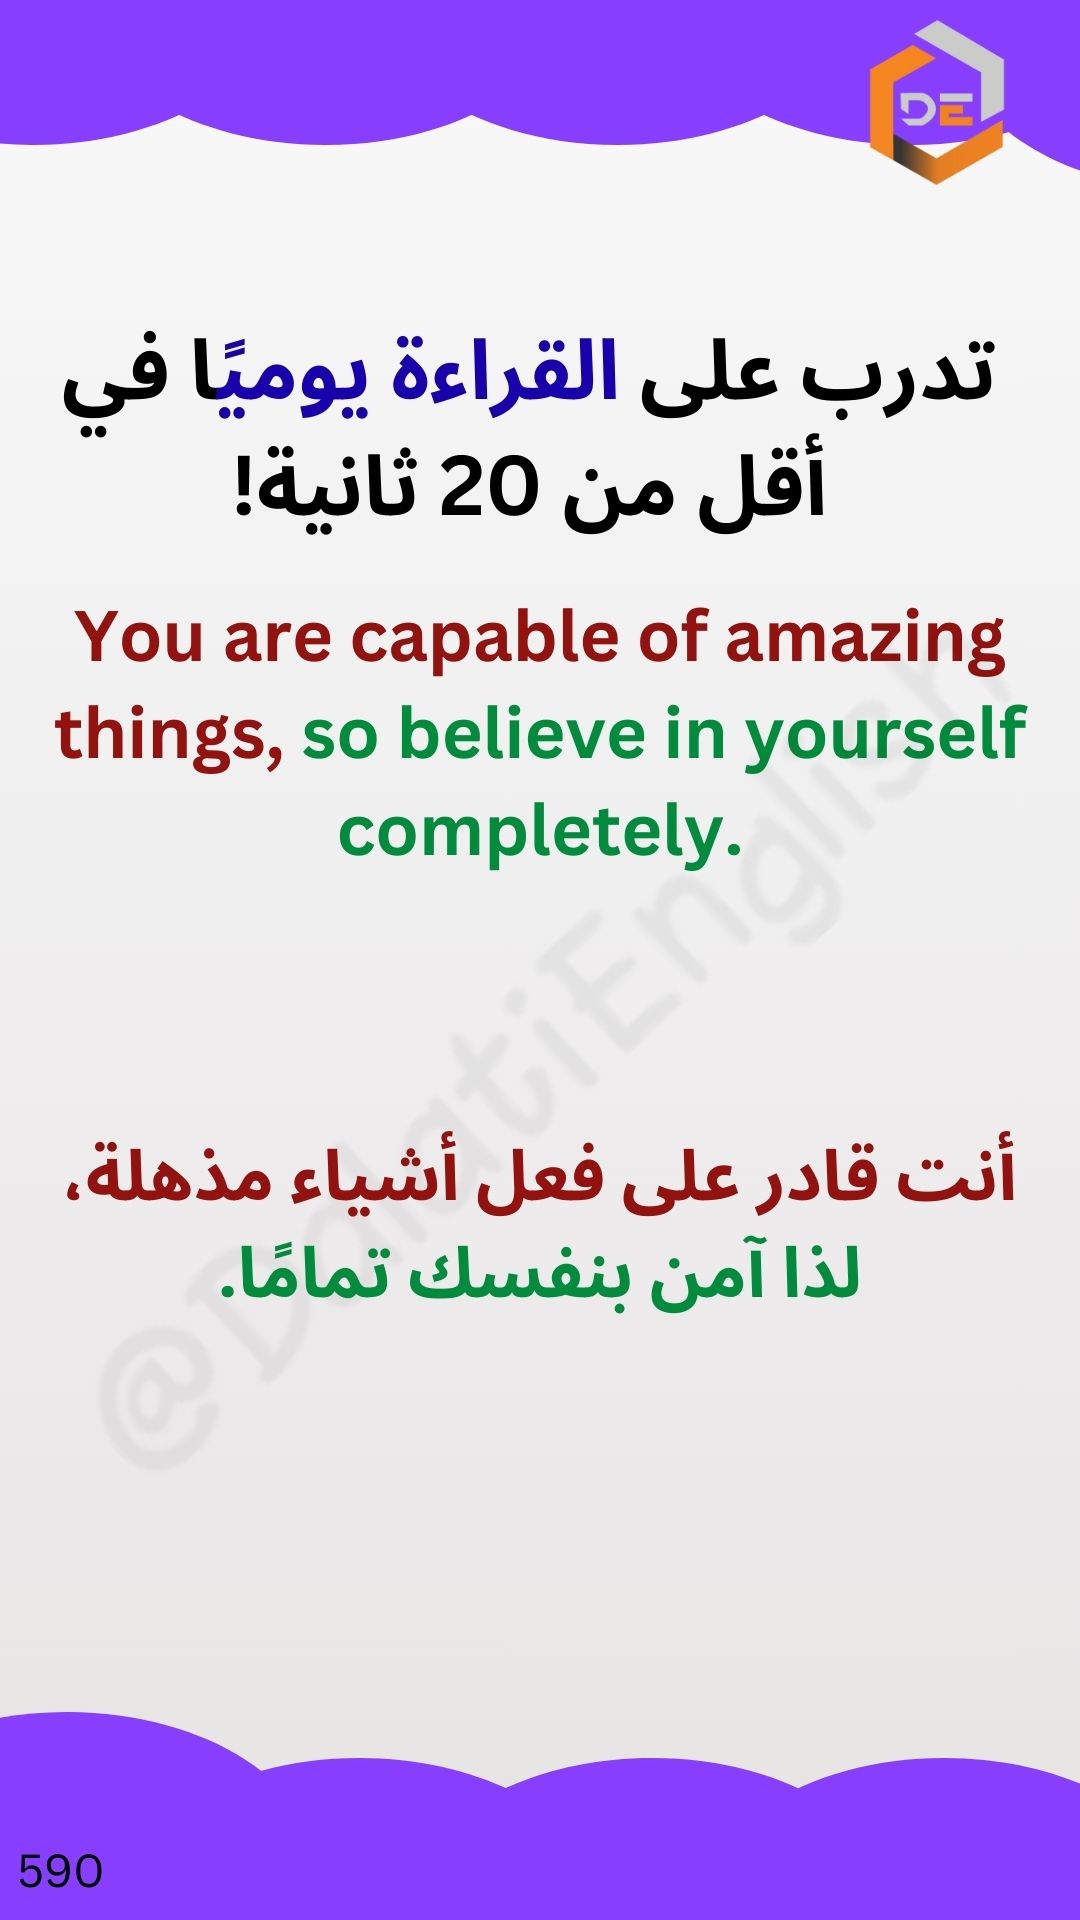 DE
تدرب على القراءة يوميًا في
أقل من 20 ثانية!
You are capable of amazing
things, so believe in yourself
completely.
@DalatiEnglish
أنت قادر على فعل أشياء مذهلة،
لذا آمن بنفسك تمامًا.
590